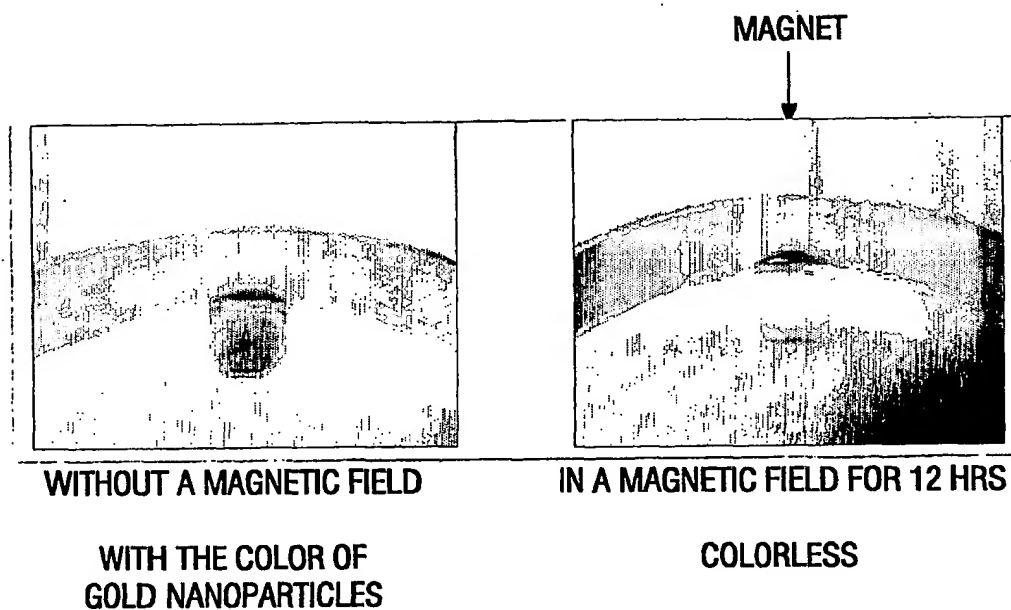 MAGNET
WITHOUT A MAGNETIC FIELD
IN A MAGNETIC FIELD FOR 12 HRS
WITH THE COLOR OF
GOLD NANOPARTICLES
COLORLESS